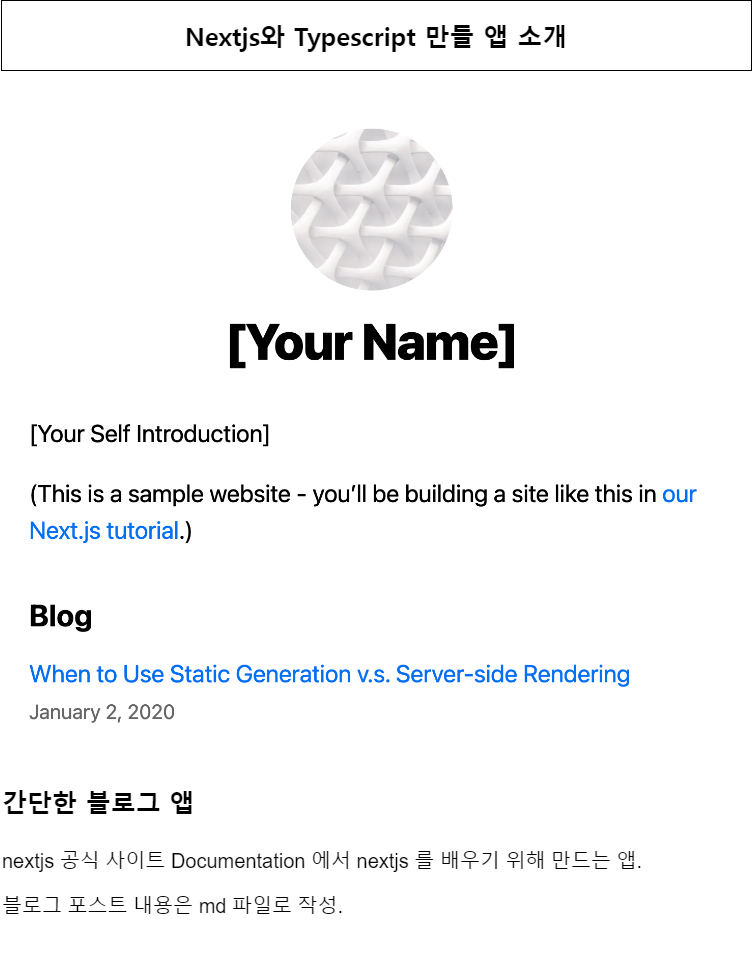 Nextjs와 Typescript 만들 앱 소개
[Your Name]
[Your Self Introduction]
(This is a sample website - you’ll be building a site like this in our
Next.js tutorial.)
Blog
When to Use Static Generation v.s. Server-side Rendering
January 2, 2020
간단한 블로그 앱
nextjs 공식 사이트 Documentation 에서 nextjs 를 배우기 위해 만드는 앱.
블로그 포스트 내용은 md 파일로 작성.